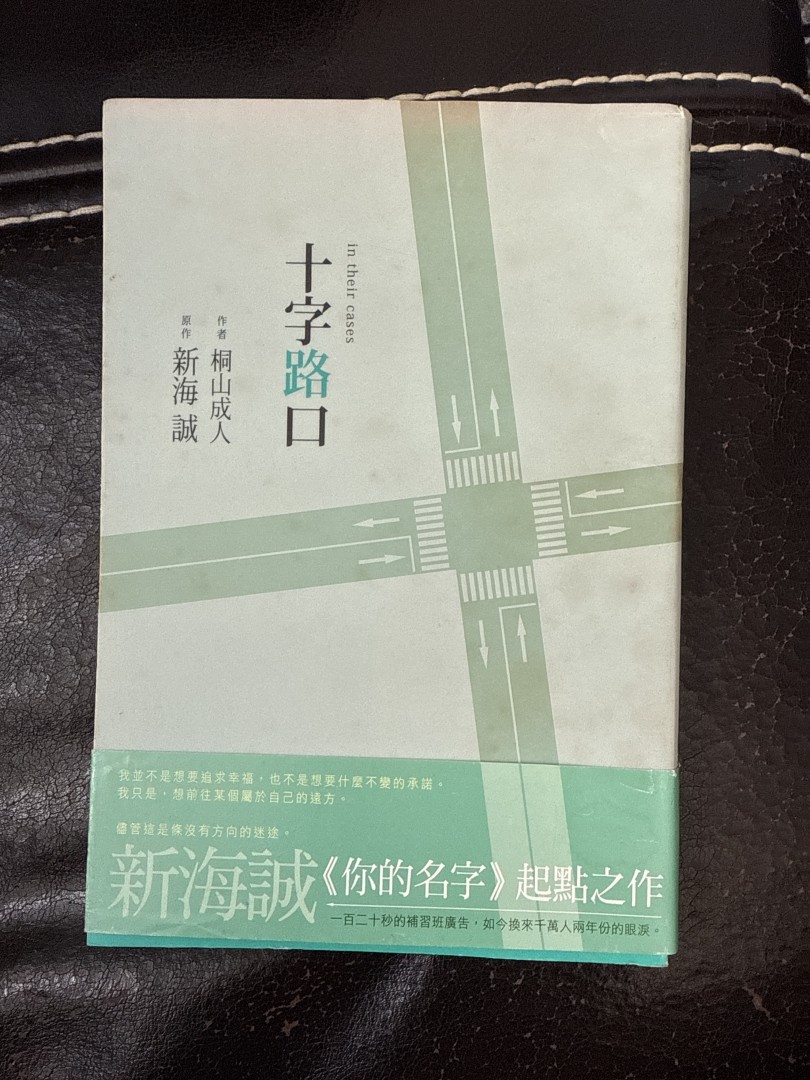 in their cases
十字路口
作者 桐山成人
原作 新海 誠
我並不是想要追求幸福，也不是想要什麼不變的承諾。
我只是，想前往某個屬於自己的遠方。
儘管這是條沒有方向的迷途。
新海誠《你的名字》起點之作
一百二十秒的補習班廣告，如今換來千萬人兩年份的眼淚。